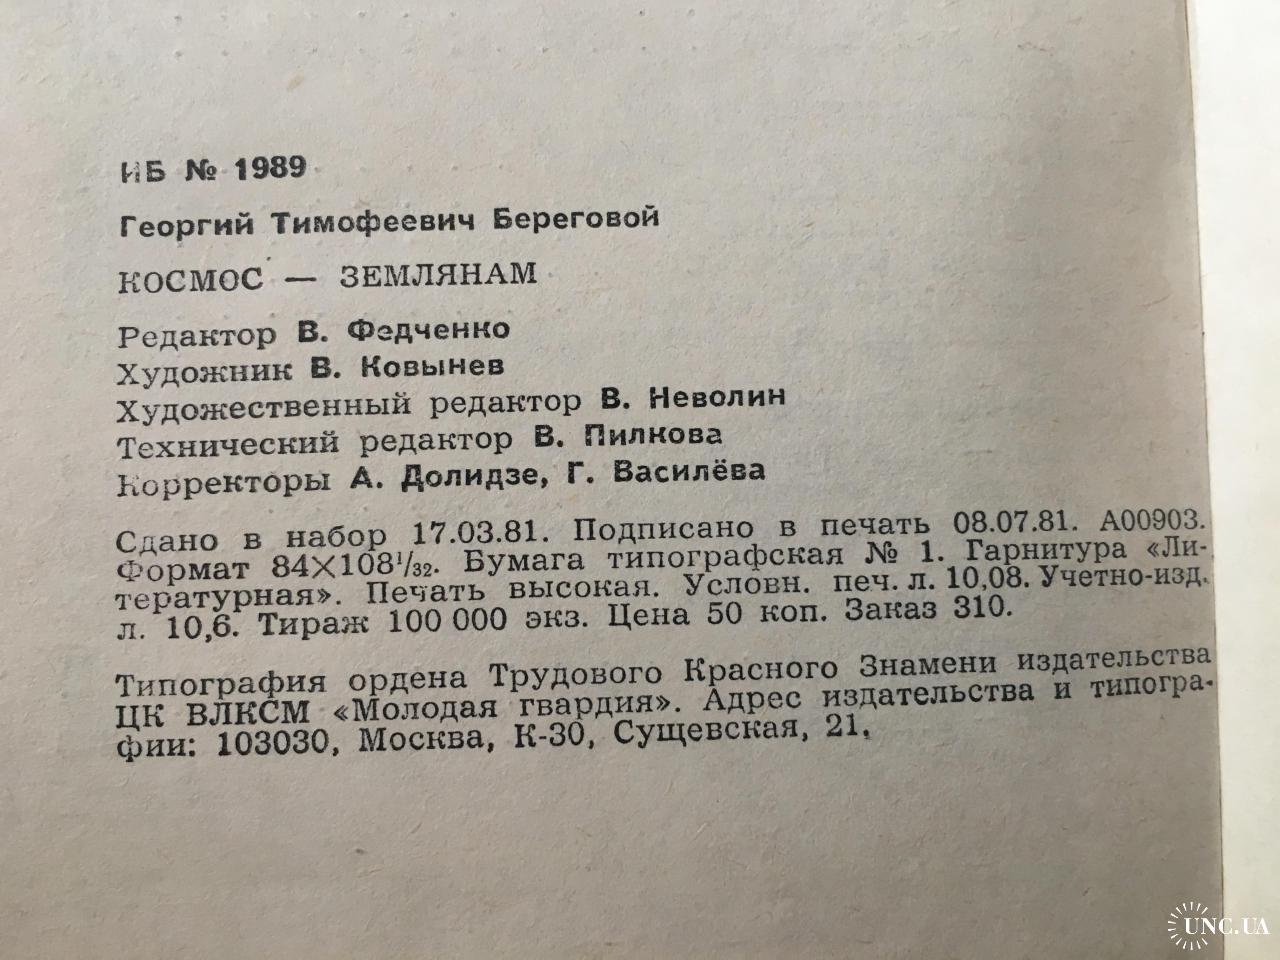 ИБ № 1989
Георгий Тимофеевич Береговой
КОСМОС — ЗЕМЛЯНАМ
Редактор В. Федченко
Художник В. Ковынев
Художественный редактор В. Неволин
Технический редактор В. Пилкова
Корректоры А. Долидзе, Г. Василёва
Сдано в набор 17.03.81. Подписано в печать 08.07.81. А00903.
Формат 84×108¹/₃₂. Бумага типографская № 1. Гарнитура «Ли-
тературная». Печать высокая. Условн. печ. л. 10,08. Учетно-изд.
л. 10,6. Тираж 100 000 экз. Цена 50 коп. Заказ 310.
Типография ордена Трудового Красного Знамени издательства
ЦК ВЛКСМ «Молодая гвардия». Адрес издательства и типогра-
фии: 103030, Москва, К-30, Сущевская, 21.
UNC.UA